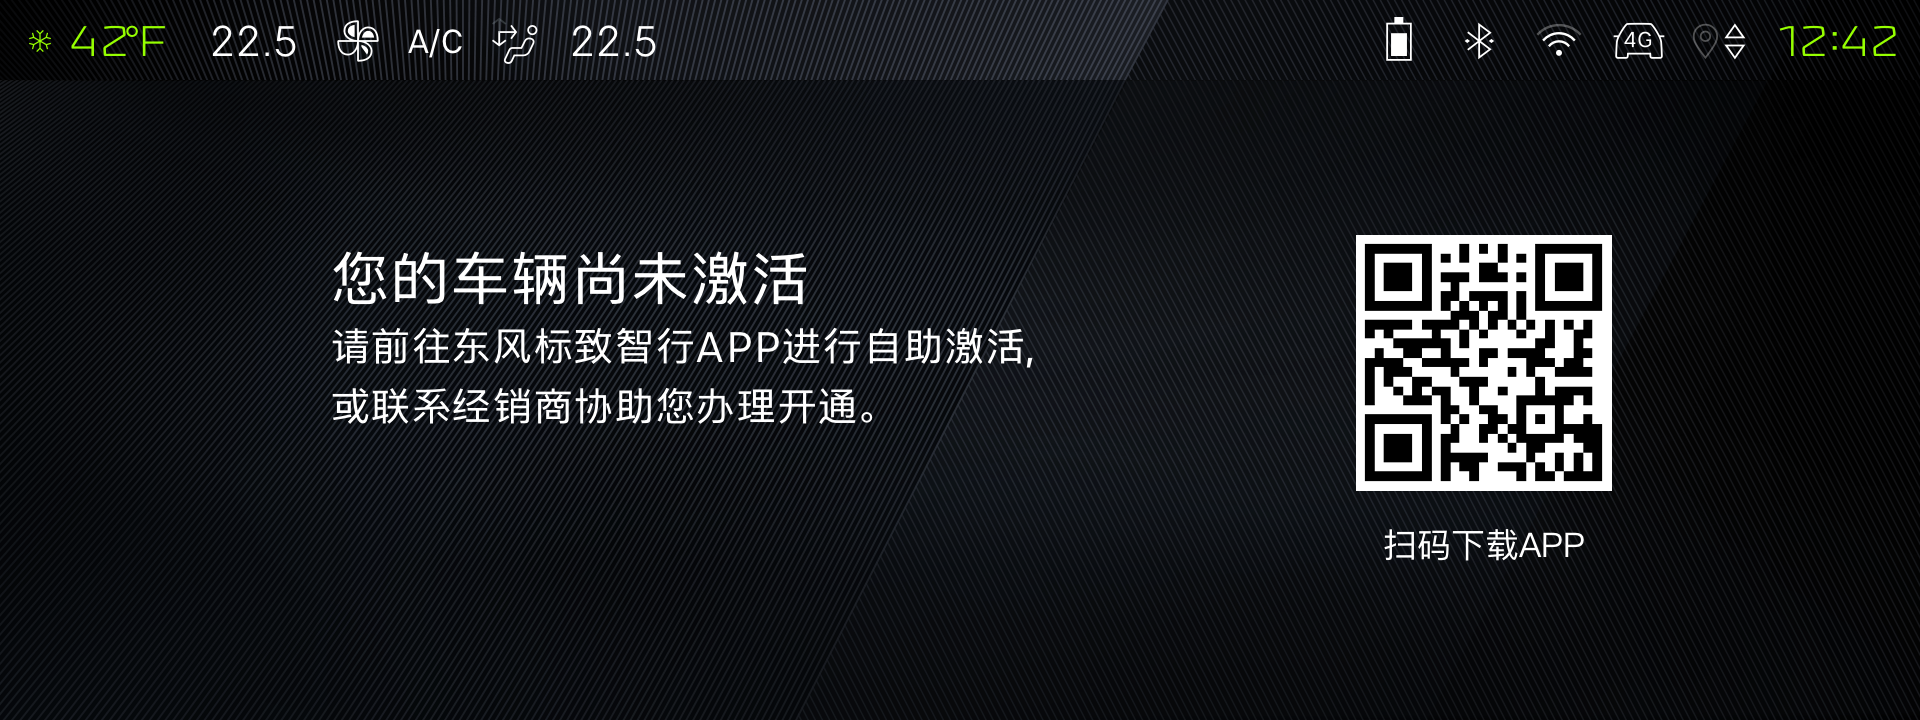 42°F 22.5 A/C 22.5 4G 12:42
您的车辆尚未激活
请前往东风标致智行APP进行自助激活,
或联系经销商协助您办理开通。
扫码下载APP